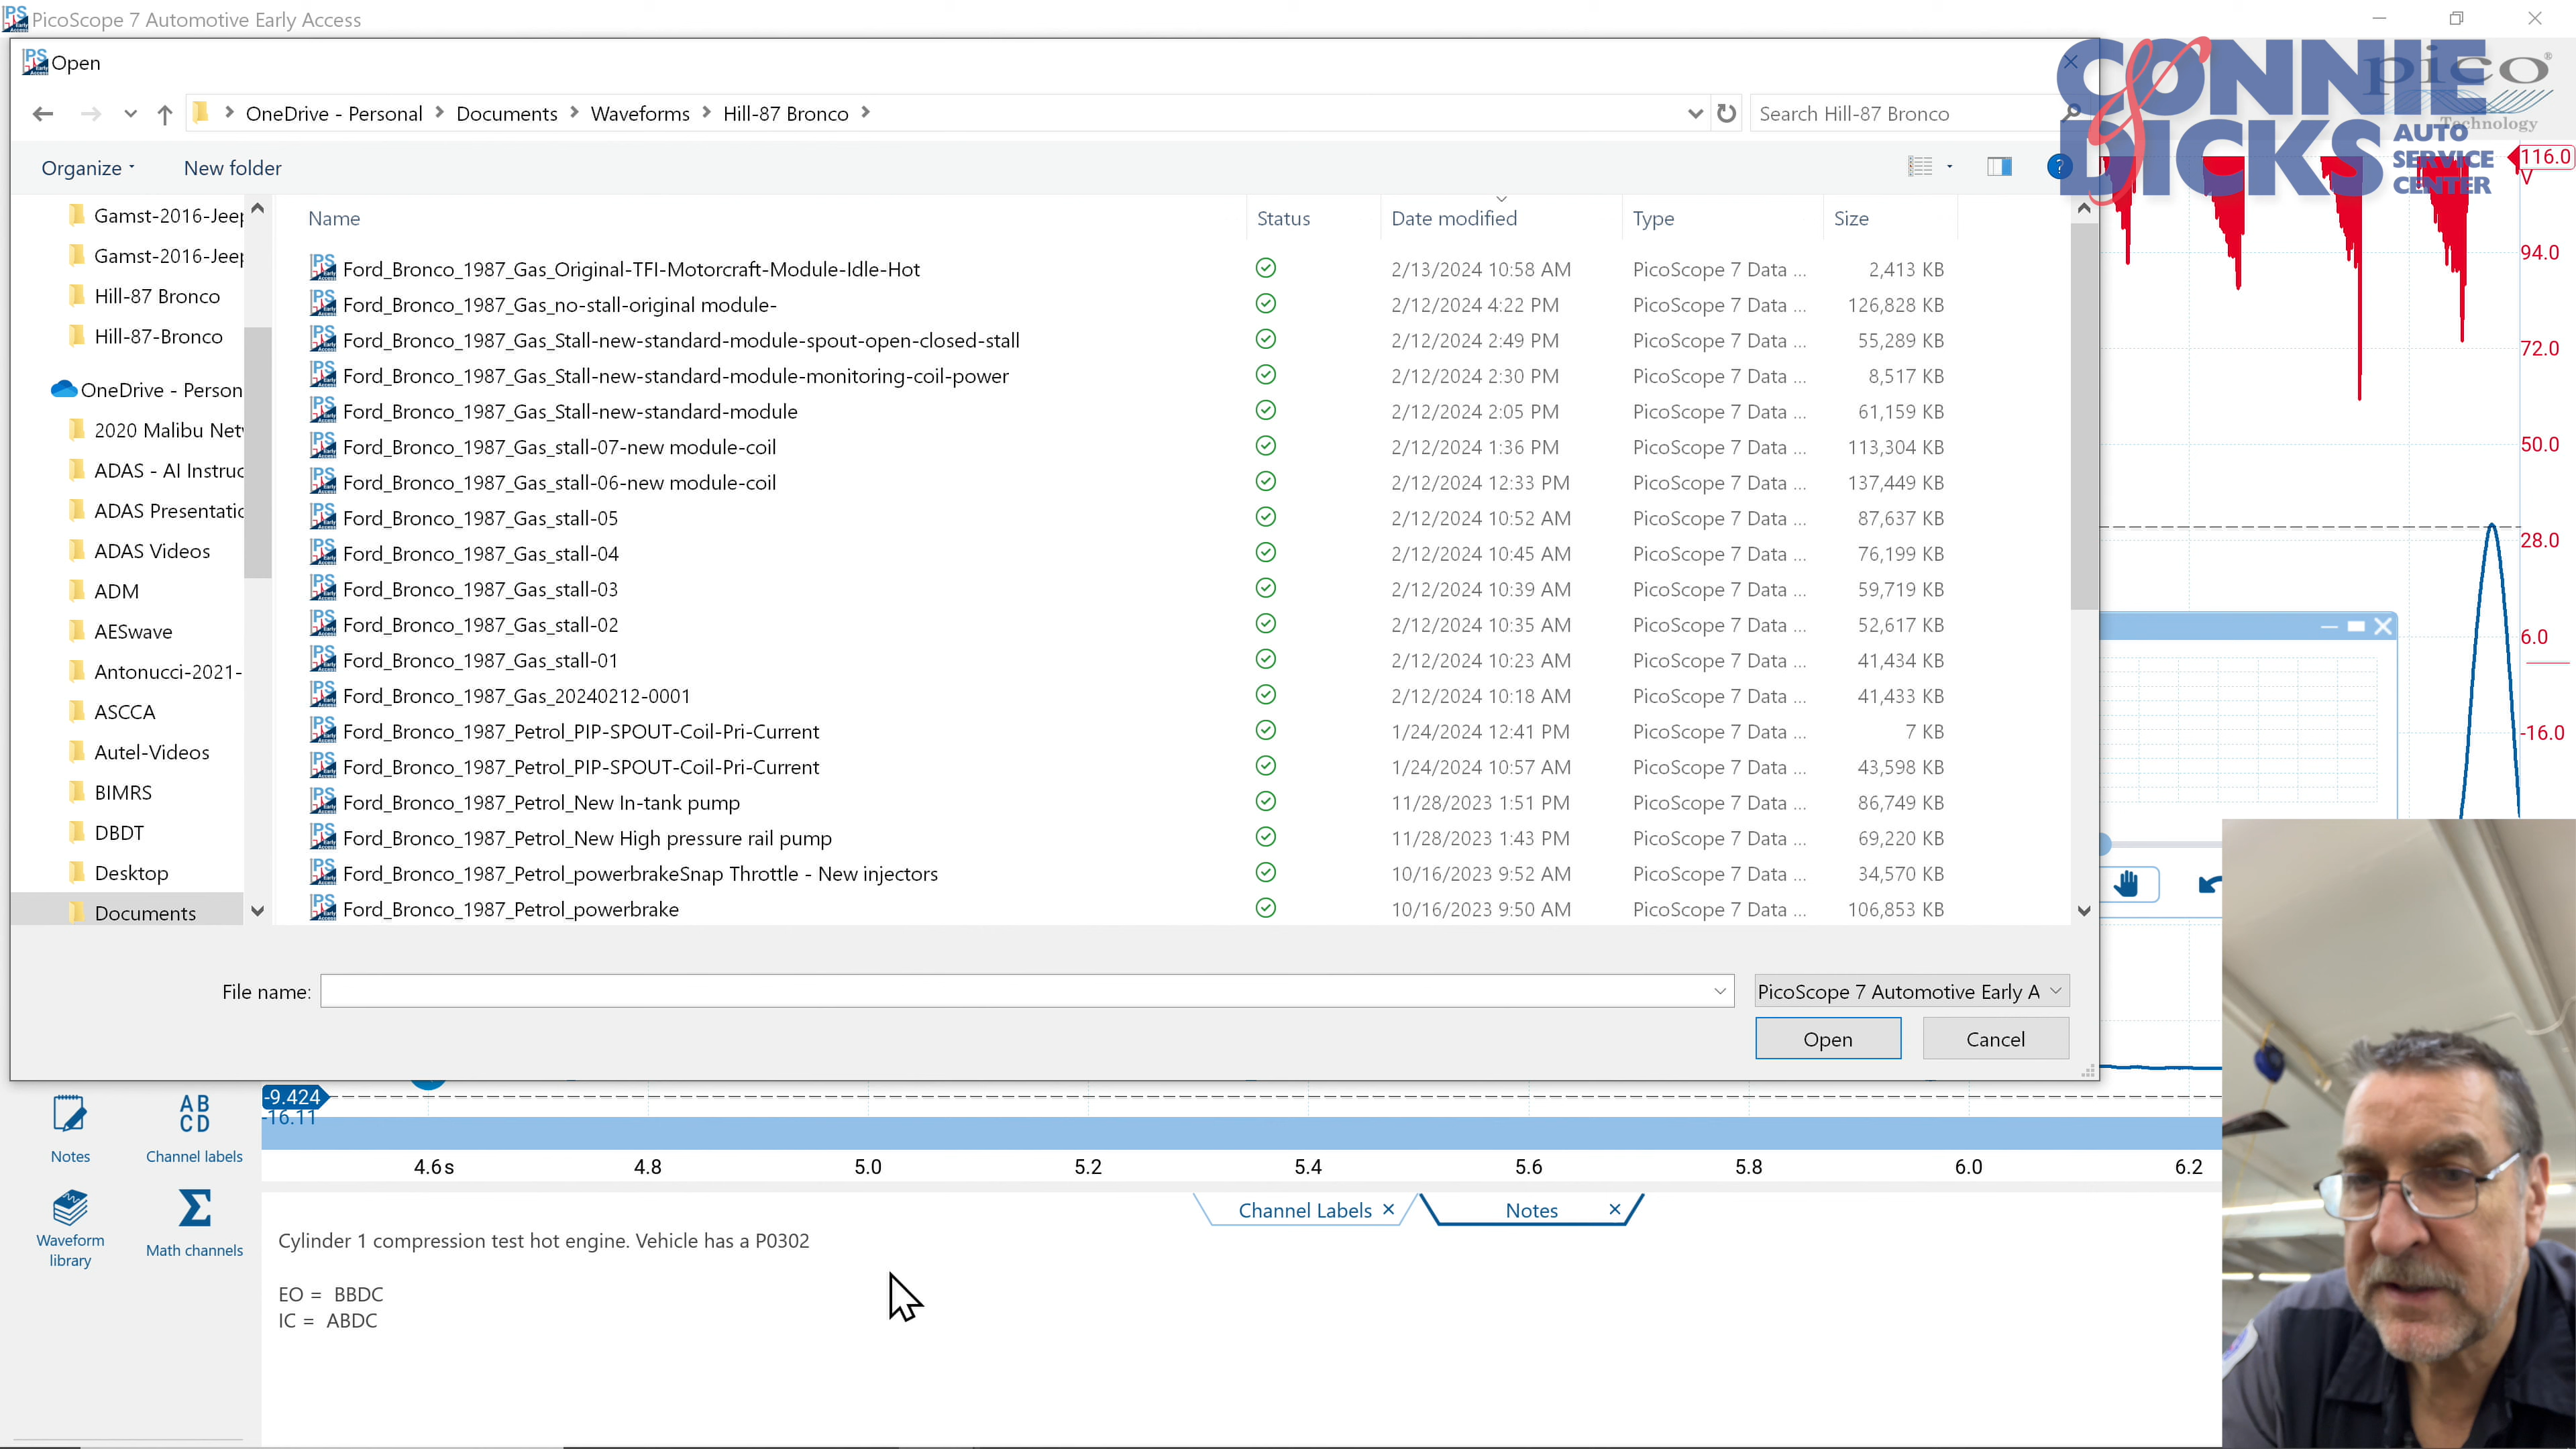 PicoScope 7 Automotive Early Access
Open
OneDrive - Personal > Documents > Waveforms > Hill-87 Bronco >
Search Hill-87 Bronco
CONNIE & DICKS
AUTO SERVICE CENTER
pico
Technology
Organize
New folder
Gamst-2016-Jeep
Gamst-2016-Jeep
Hill-87 Bronco
Hill-87-Bronco
OneDrive - Person
2020 Malibu Netw
ADAS - AI Instruc
ADAS Presentatio
ADAS Videos
ADM
AESwave
Antonucci-2021-
ASCCA
Autel-Videos
BIMRS
DBDT
Desktop
Documents
Name Status Date modified Type Size
Ford_Bronco_1987_Gas_Original-TFI-Motorcraft-Module-Idle-Hot 2/13/2024 10:58 AM PicoScope 7 Data ... 2,413 KB
Ford_Bronco_1987_Gas_no-stall-original module- 2/12/2024 4:22 PM PicoScope 7 Data ... 126,828 KB
Ford_Bronco_1987_Gas_Stall-new-standard-module-spout-open-closed-stall 2/12/2024 2:49 PM PicoScope 7 Data ... 55,289 KB
Ford_Bronco_1987_Gas_Stall-new-standard-module-monitoring-coil-power 2/12/2024 2:30 PM PicoScope 7 Data ... 8,517 KB
Ford_Bronco_1987_Gas_Stall-new-standard-module 2/12/2024 2:05 PM PicoScope 7 Data ... 61,159 KB
Ford_Bronco_1987_Gas_stall-07-new module-coil 2/12/2024 1:36 PM PicoScope 7 Data ... 113,304 KB
Ford_Bronco_1987_Gas_stall-06-new module-coil 2/12/2024 12:33 PM PicoScope 7 Data ... 137,449 KB
Ford_Bronco_1987_Gas_stall-05 2/12/2024 10:52 AM PicoScope 7 Data ... 87,637 KB
Ford_Bronco_1987_Gas_stall-04 2/12/2024 10:45 AM PicoScope 7 Data ... 76,199 KB
Ford_Bronco_1987_Gas_stall-03 2/12/2024 10:39 AM PicoScope 7 Data ... 59,719 KB
Ford_Bronco_1987_Gas_stall-02 2/12/2024 10:35 AM PicoScope 7 Data ... 52,617 KB
Ford_Bronco_1987_Gas_stall-01 2/12/2024 10:23 AM PicoScope 7 Data ... 41,434 KB
Ford_Bronco_1987_Gas_20240212-0001 2/12/2024 10:18 AM PicoScope 7 Data ... 41,433 KB
Ford_Bronco_1987_Petrol_PIP-SPOUT-Coil-Pri-Current 1/24/2024 12:41 PM PicoScope 7 Data ... 7 KB
Ford_Bronco_1987_Petrol_PIP-SPOUT-Coil-Pri-Current 1/24/2024 10:57 AM PicoScope 7 Data ... 43,598 KB
Ford_Bronco_1987_Petrol_New In-tank pump 11/28/2023 1:51 PM PicoScope 7 Data ... 86,749 KB
Ford_Bronco_1987_Petrol_New High pressure rail pump 11/28/2023 1:43 PM PicoScope 7 Data ... 69,220 KB
Ford_Bronco_1987_Petrol_powerbrakeSnap Throttle - New injectors 10/16/2023 9:52 AM PicoScope 7 Data ... 34,570 KB
Ford_Bronco_1987_Petrol_powerbrake 10/16/2023 9:50 AM PicoScope 7 Data ... 106,853 KB
116.0
V
94.0
72.0
50.0
28.0
6.0
-16.0
File name:
PicoScope 7 Automotive Early A
Open
Cancel
-9.424
-16.11
Notes
AB CD
Channel labels
Waveform library
Σ
Math channels
4.6s 4.8 5.0 5.2 5.4 5.6 5.8 6.0 6.2
Channel Labels
Notes
Cylinder 1 compression test hot engine. Vehicle has a P0302
EO = BBDC
IC = ABDC